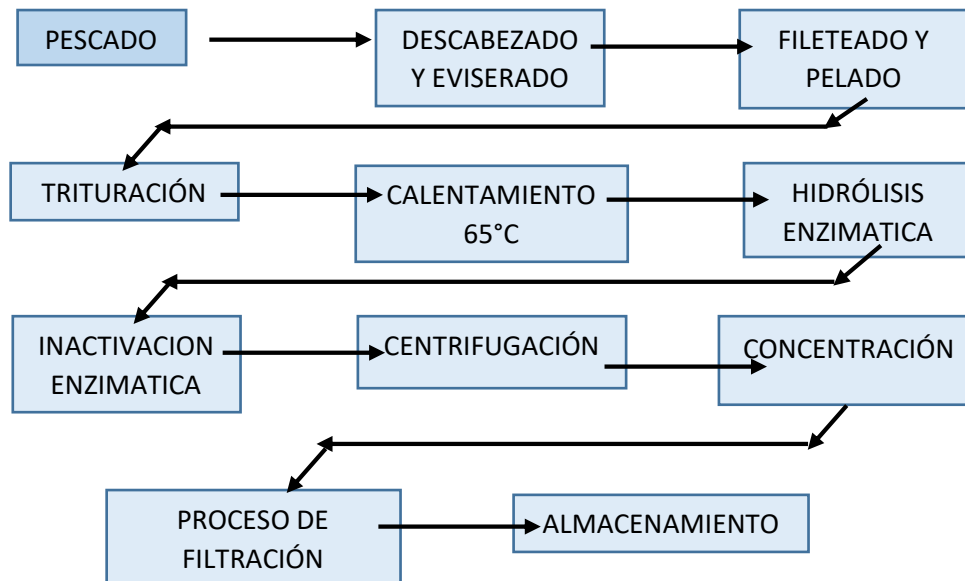 PESCADO
DESCABEZADO
Y EVISERADO
FILETEADO Y
PELADO
TRITURACIÓN
CALENTAMIENTO
65°C
HIDRÓLISIS
ENZIMATICA
INACTIVACION
ENZIMATICA
CENTRIFUGACIÓN
CONCENTRACIÓN
PROCESO DE
FILTRACIÓN
ALMACENAMIENTO